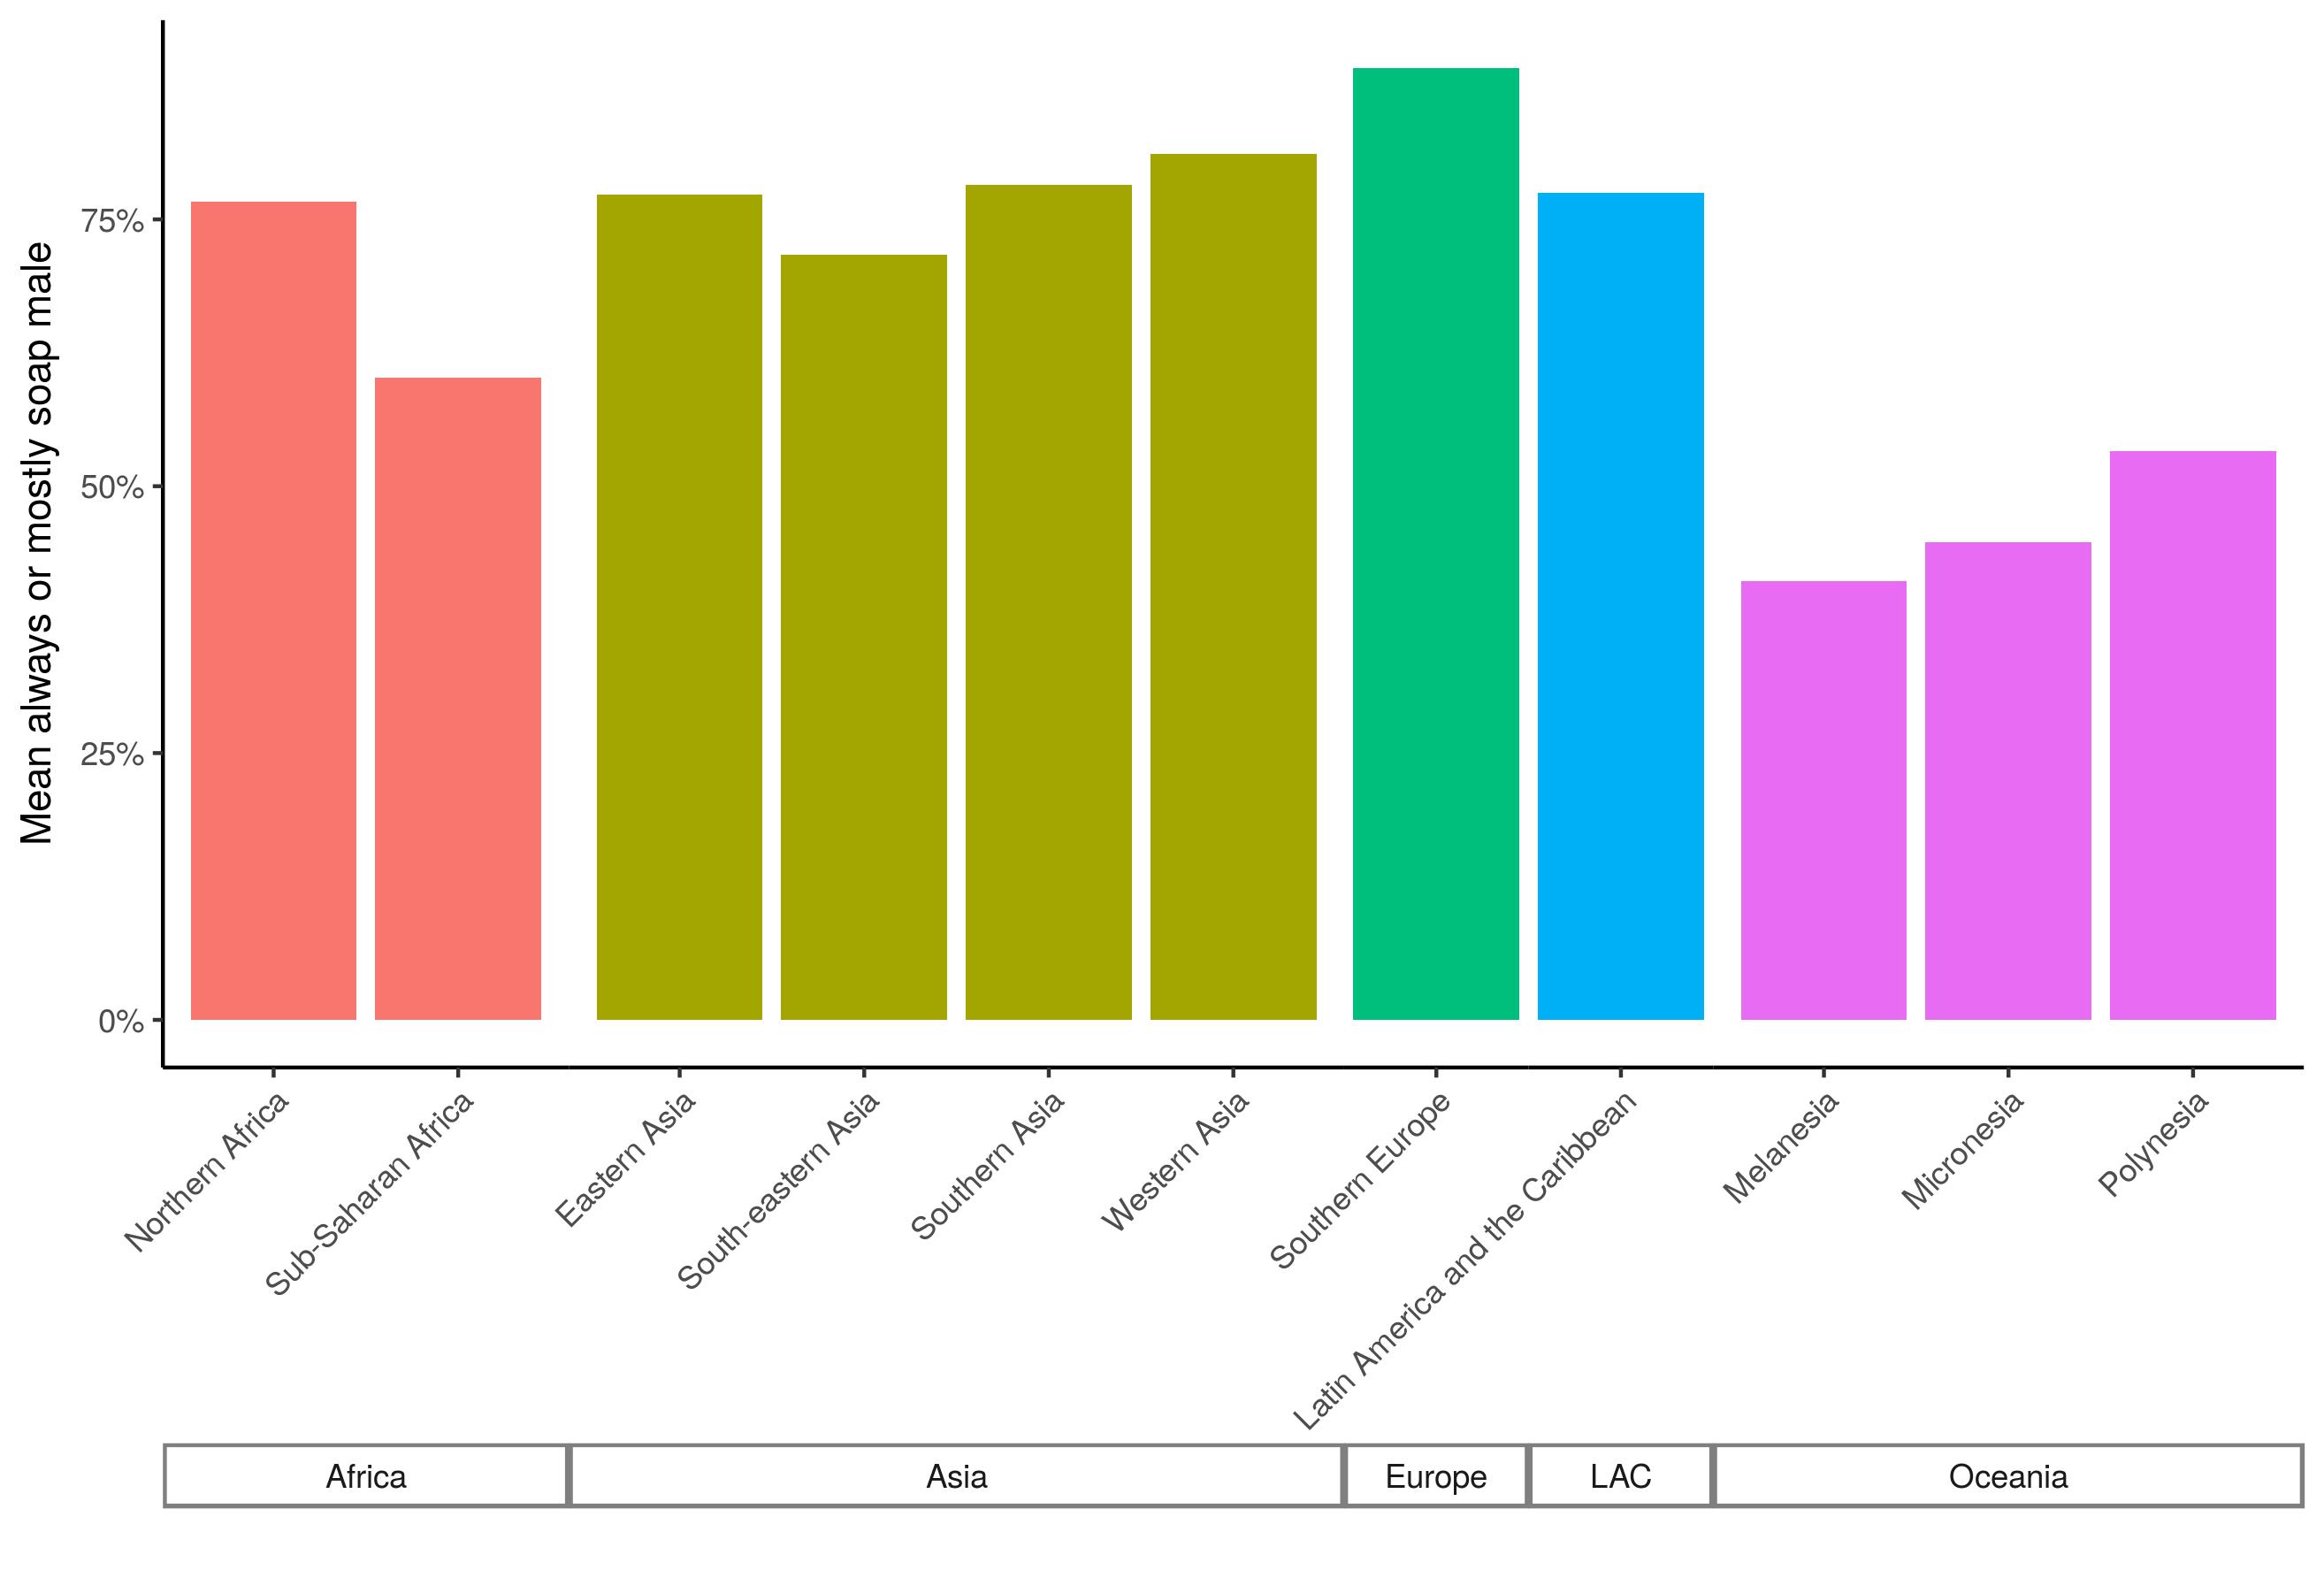 Mean always or mostly soap male
75%
50%
25%
0%
Northern Africa
Sub-Saharan Africa
Eastern Asia
South-eastern Asia
Southern Asia
Western Asia
Southern Europe
Latin America and the Caribbean
Melanesia
Micronesia
Polynesia
Africa
Asia
Europe
LAC
Oceania